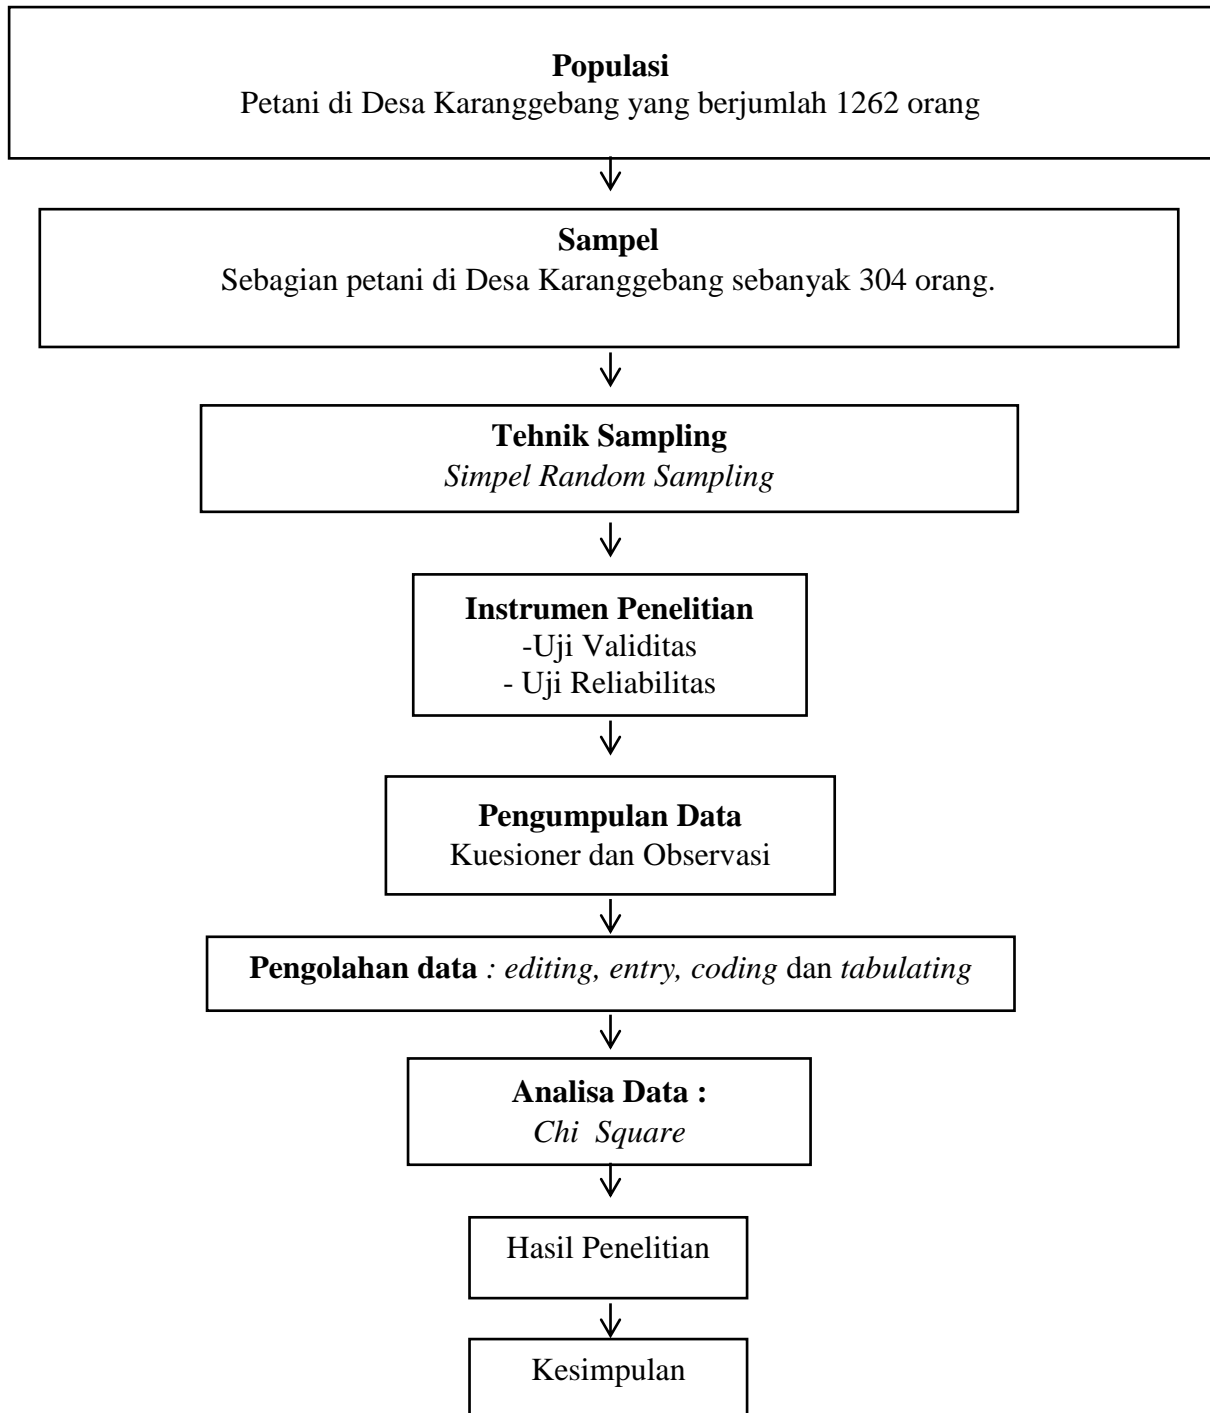 Populasi
Petani di Desa Karanggebang yang berjumlah 1262 orang
Sampel
Sebagian petani di Desa Karanggebang sebanyak 304 orang.
Tehnik Sampling
Simpel Random Sampling
Instrumen Penelitian
-Uji Validitas
- Uji Reliabilitas
Pengumpulan Data
Kuesioner dan Observasi
Pengolahan data : editing, entry, coding dan tabulating
Analisa Data :
Chi Square
Hasil Penelitian
Kesimpulan